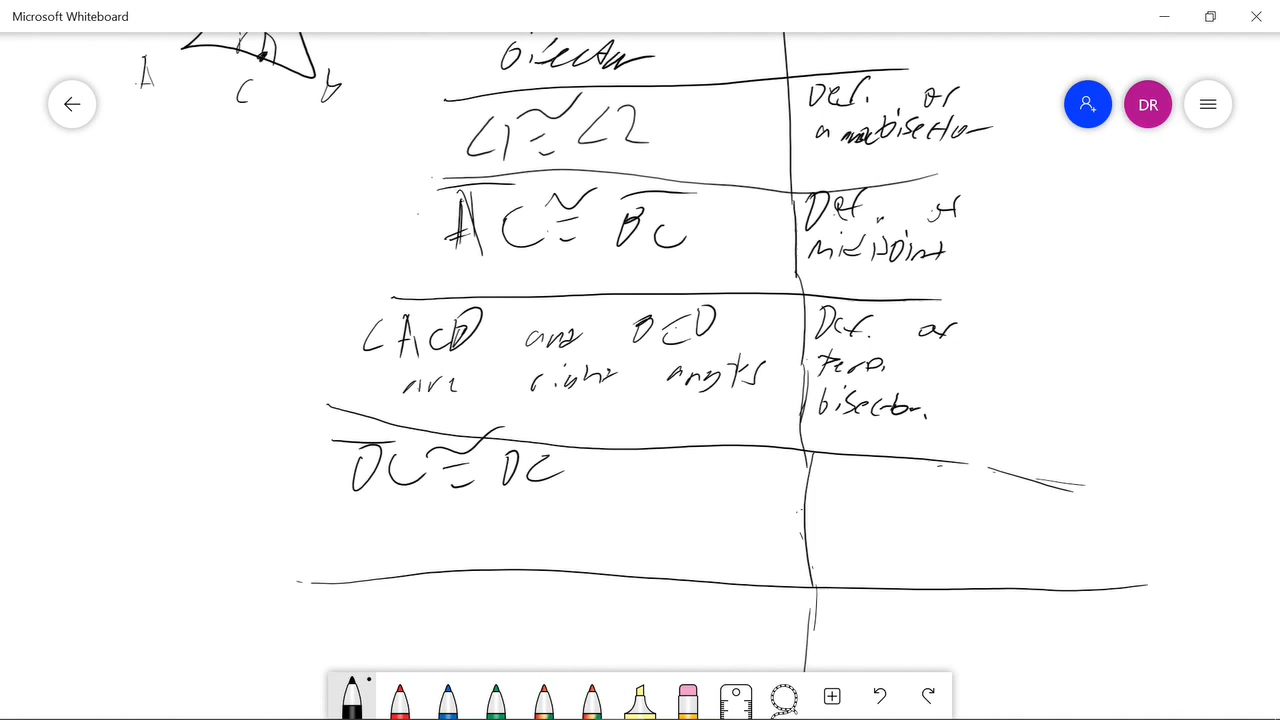 Microsoft Whiteboard
DR
A
C
B
bisector
∠1 ≅ ∠2
Def. of
a bisector
AC ≅ BC
Def. of
midpoint
∠ACD and BCD
are right angles
Def. of
perp.
bisector.
DC ≅ DC